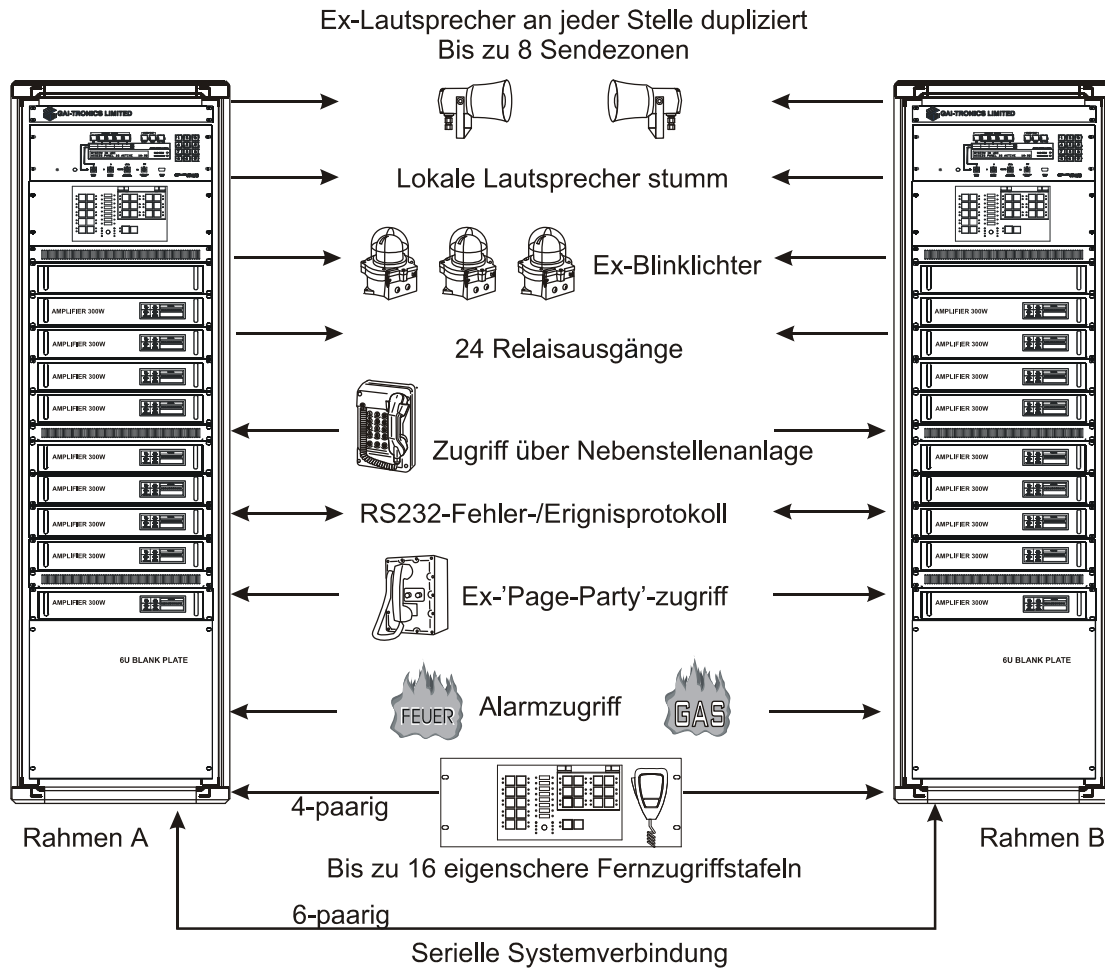 Ex-Lautsprecher an jeder Stelle dupliziert
Bis zu 8 Sendezonen
GAI-TRONICS LIMITED
GAI-TRONICS LIMITED
Lokale Lautsprecher stumm
Ex-Blinklichter
24 Relaisausgänge
Zugriff über Nebenstellenanlage
RS232-Fehler-/Erignisprotokoll
Ex-'Page-Party'-zugriff
Alarmzugriff
FEUER
GAS
AMPLIFIER 300W
AMPLIFIER 300W
AMPLIFIER 300W
AMPLIFIER 300W
AMPLIFIER 300W
AMPLIFIER 300W
AMPLIFIER 300W
AMPLIFIER 300W
AMPLIFIER 300W
6U BLANK PLATE
AMPLIFIER 300W
AMPLIFIER 300W
AMPLIFIER 300W
AMPLIFIER 300W
AMPLIFIER 300W
AMPLIFIER 300W
AMPLIFIER 300W
AMPLIFIER 300W
AMPLIFIER 300W
6U BLANK PLATE
4-paarig
Rahmen A
Rahmen B
Bis zu 16 eigenschere Fernzugriffstafeln
6-paarig
Serielle Systemverbindung